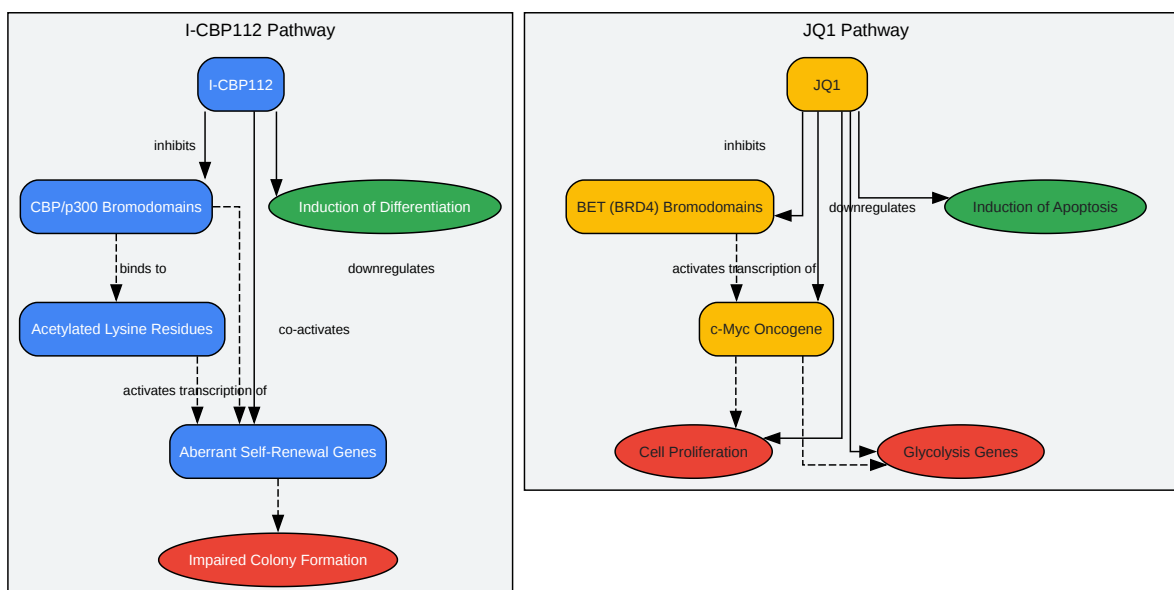 I-CBP112 Pathway
I-CBP112
inhibits
CBP/p300 Bromodomains
Induction of Differentiation
binds to
downregulates
Acetylated Lysine Residues
co-activates
activates transcription of
Aberrant Self-Renewal Genes
Impaired Colony Formation
JQ1 Pathway
JQ1
inhibits
BET (BRD4) Bromodomains
downregulates
Induction of Apoptosis
activates transcription of
c-Myc Oncogene
Cell Proliferation
Glycolysis Genes